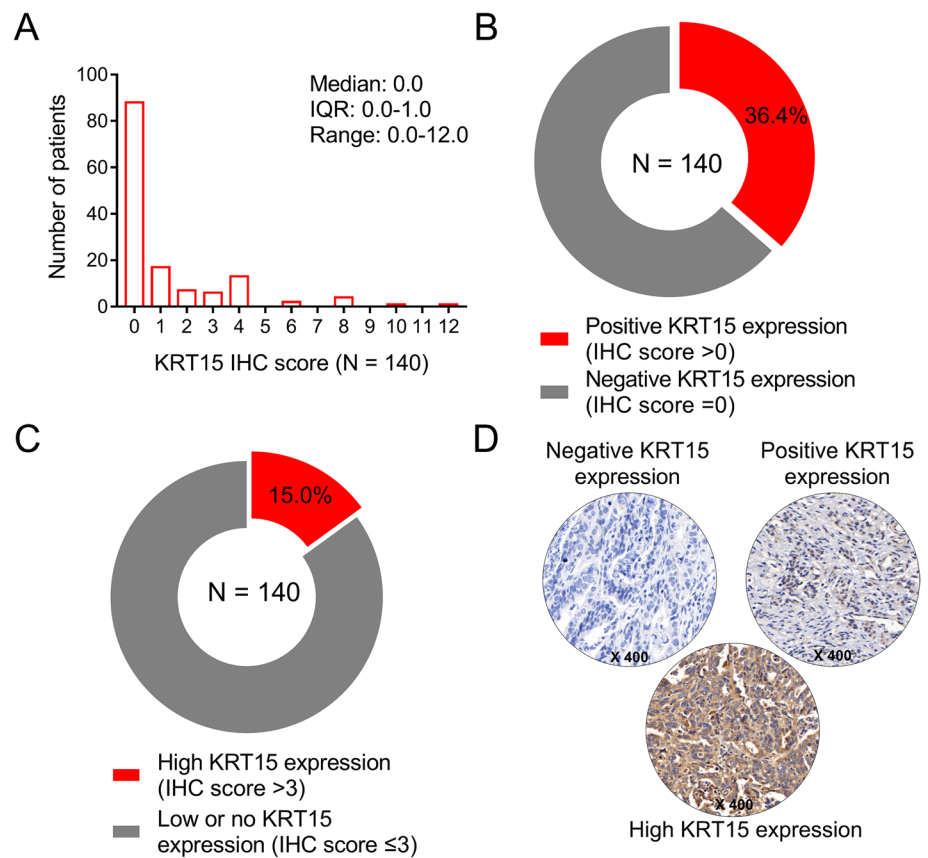 A
Number of patients
100
80
60
40
20
0
Median: 0.0
IQR: 0.0-1.0
Range: 0.0-12.0
0 1 2 3 4 5 6 7 8 9 10 11 12
KRT15 IHC score (N = 140)
B
36.4%
N = 140
Positive KRT15 expression
(IHC score >0)
Negative KRT15 expression
(IHC score =0)
C
15.0%
N = 140
High KRT15 expression
(IHC score >3)
Low or no KRT15
expression (IHC score ≤3)
D
Negative KRT15
expression
Positive KRT15
expression
X 400
X 400
X 400
High KRT15 expression